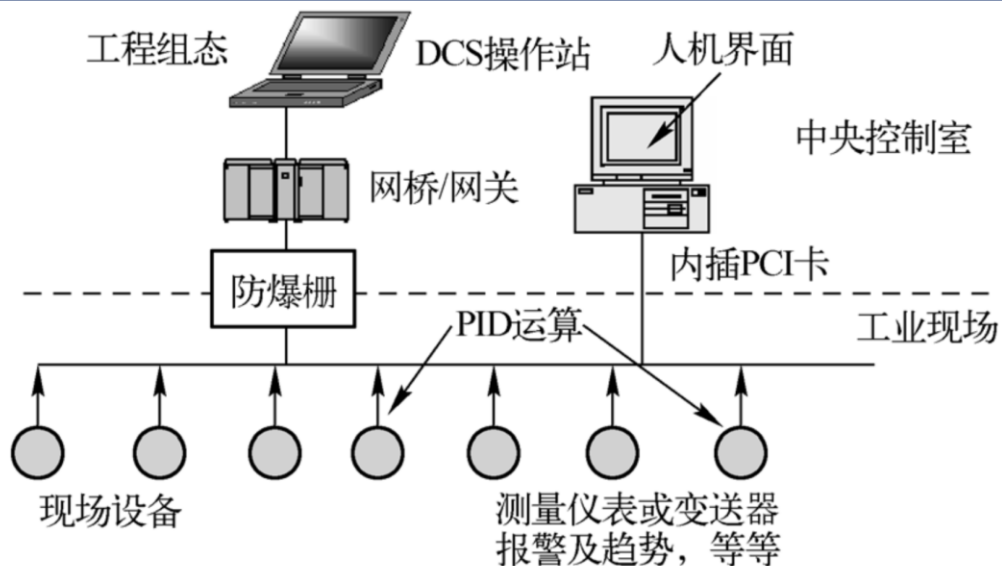 工程组态
DCS操作站
人机界面
中央控制室
网桥/网关
内插PCI卡
防爆栅
PID运算
工业现场
现场设备
测量仪表或变送器
报警及趋势，等等